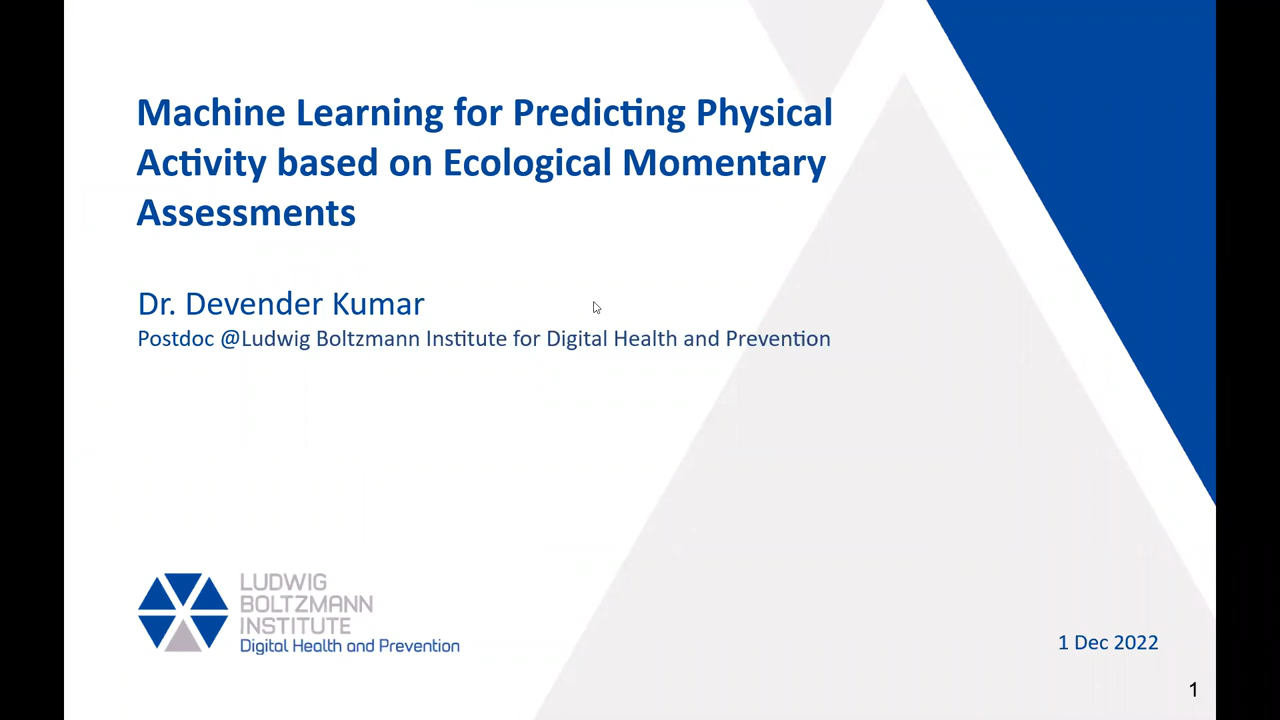 Machine Learning for Predicting Physical
Activity based on Ecological Momentary
Assessments
Dr. Devender Kumar
Postdoc @Ludwig Boltzmann Institute for Digital Health and Prevention
LUDWIG
BOLTZMANN
INSTITUTE
Digital Health and Prevention
1 Dec 2022
1